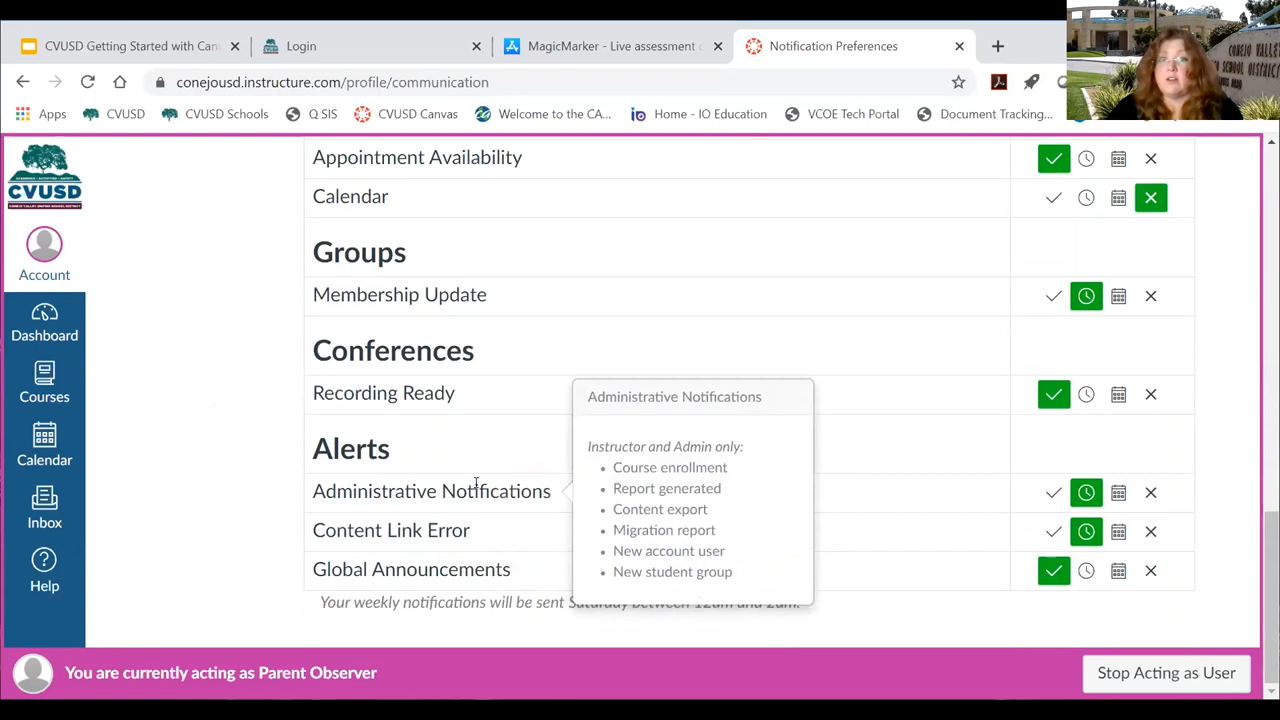 CVUSD Getting Started with Can
Login
MagicMarker - Live assessment c
Notification Preferences
conejousd.instructure.com/profile/communication
Apps
CVUSD
CVUSD Schools
Q SIS
CVUSD Canvas
Welcome to the CA...
Home - IO Education
VCOE Tech Portal
Document Tracking...
CVUSD
Account
Dashboard
Courses
Calendar
Inbox
Help
Appointment Availability
Calendar
Groups
Membership Update
Conferences
Recording Ready
Alerts
Administrative Notifications
Content Link Error
Global Announcements
Your weekly notifications will be sent Saturday between 12am and 2am.
Administrative Notifications
Instructor and Admin only:
• Course enrollment
• Report generated
• Content export
• Migration report
• New account user
• New student group
You are currently acting as Parent Observer
Stop Acting as User